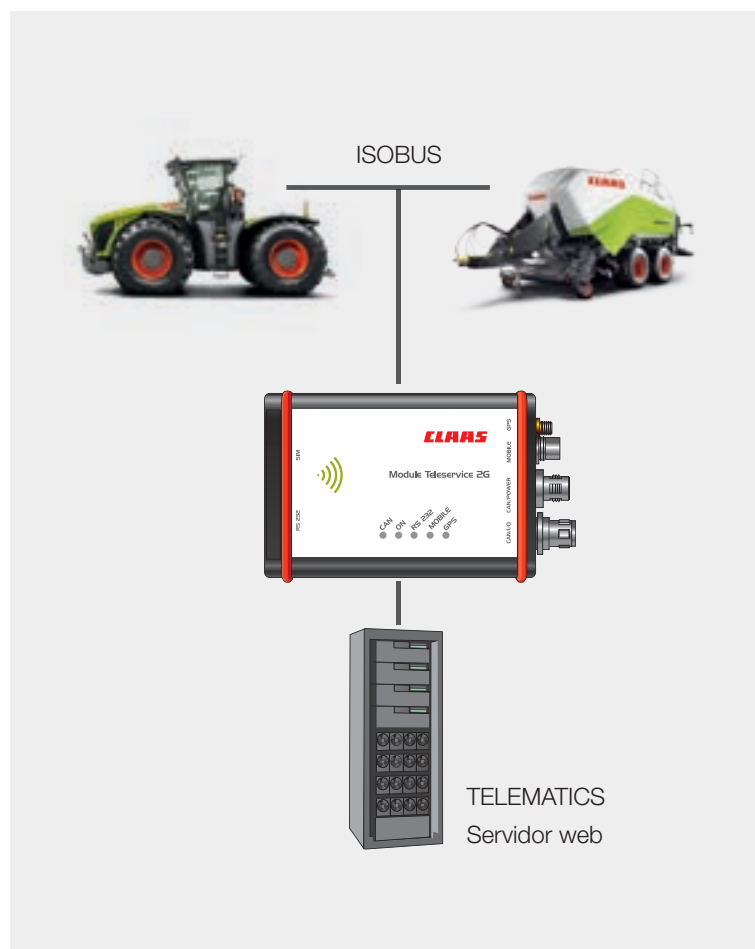 ISOBUS
CLAAS
CLAAS
Module Teleservice 2G
SIM
RS 232
CAN
ON
RS 232
MOBILE
GPS
GPS
MOBILE
CAN/POWER
CAN/I/O
TELEMATICS
Servidor web